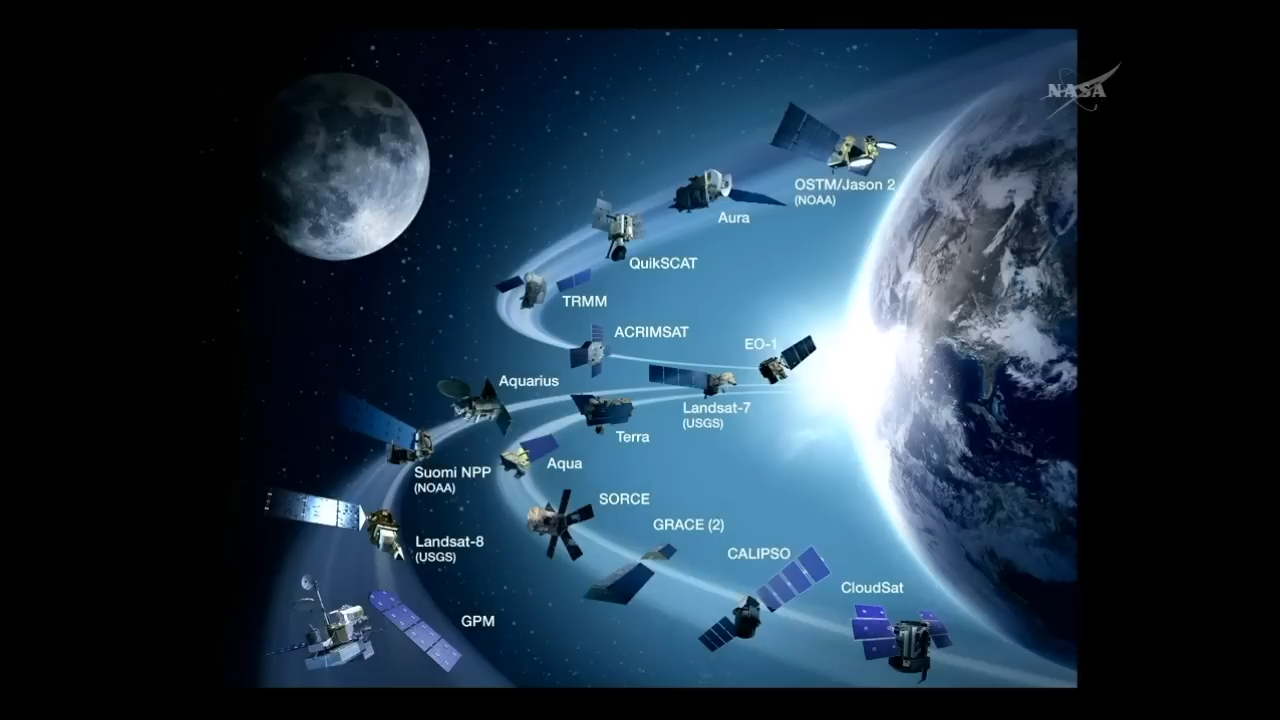 NASA
OSTM/Jason 2
(NOAA)
Aura
QuikSCAT
TRMM
ACRIMSAT
EO-1
Aquarius
Landsat-7
(USGS)
Terra
Suomi NPP
(NOAA)
Aqua
SORCE
GRACE (2)
Landsat-8
(USGS)
CALIPSO
CloudSat
GPM